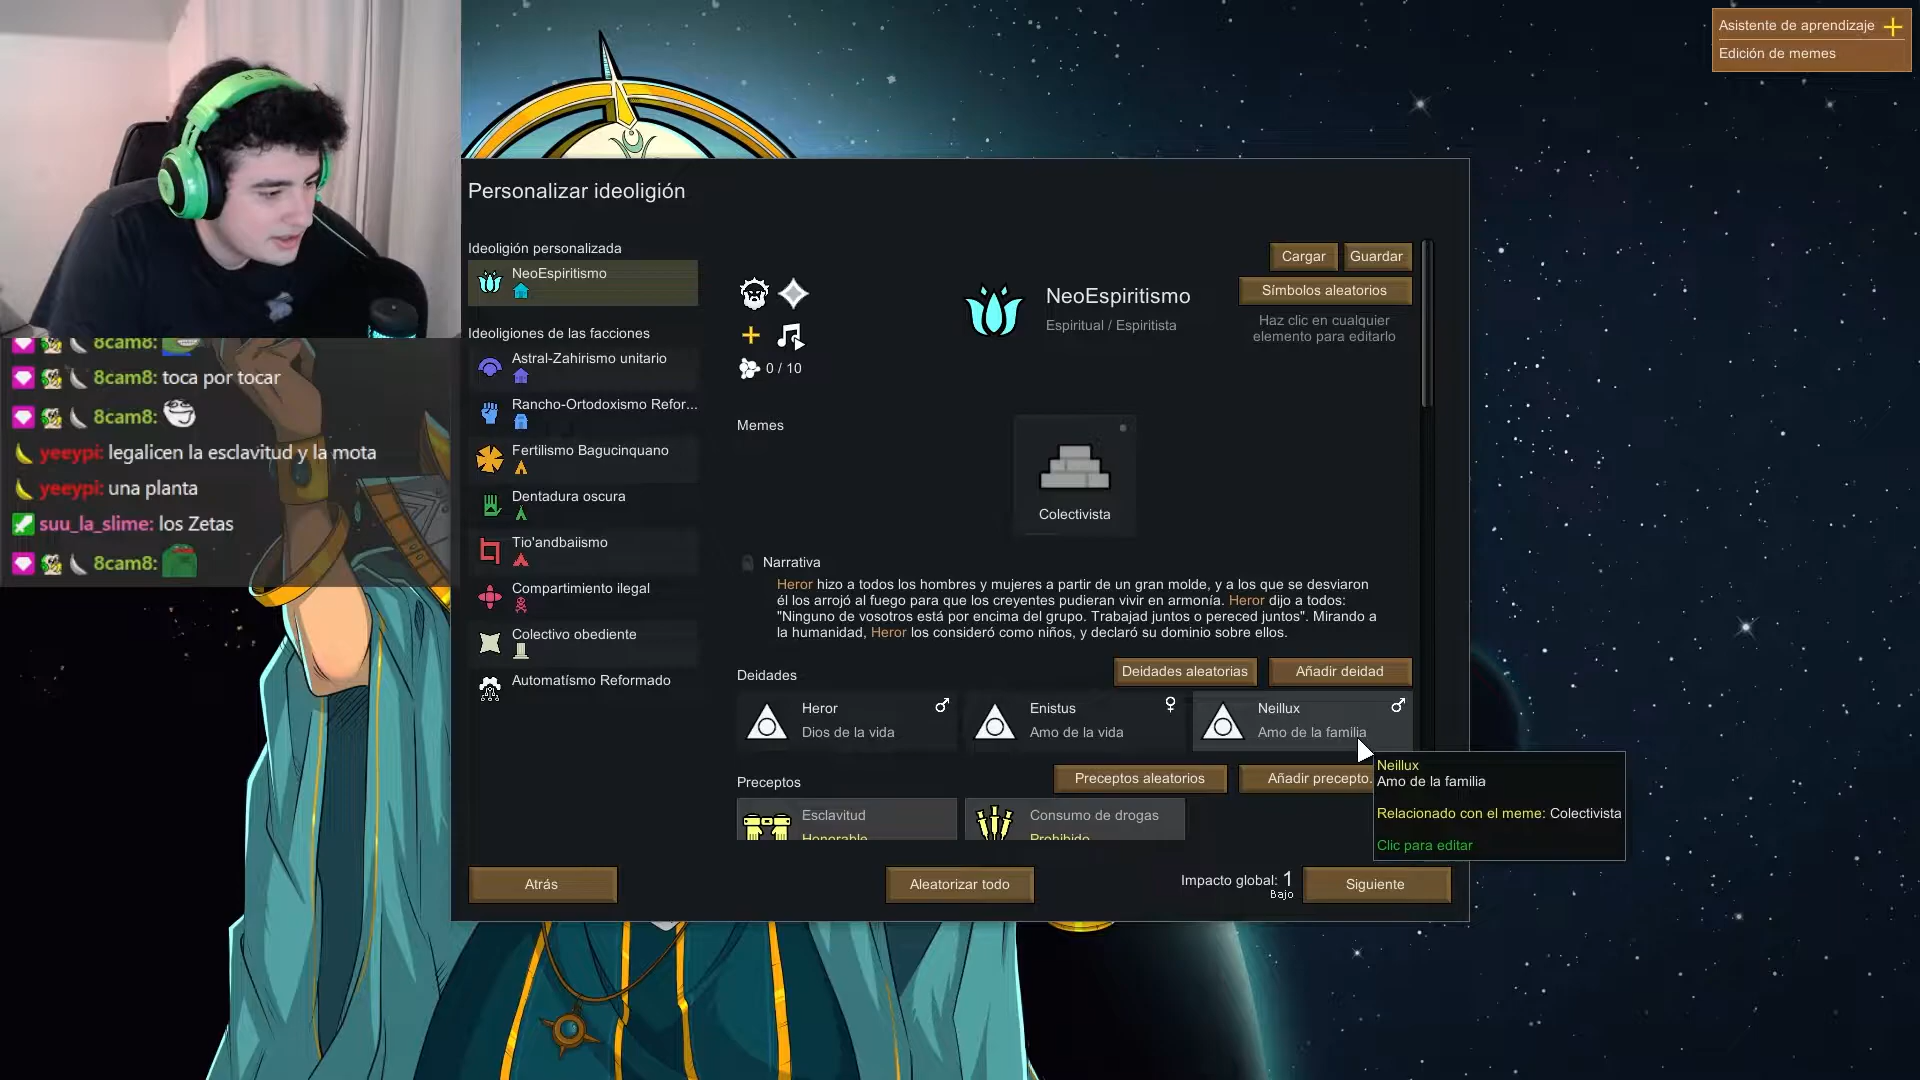 Asistente de aprendizaje
Edición de memes
Personalizar ideoligión
Ideoligión personalizada
NeoEspiritismo
Ideoligiones de las facciones
Astral-Zahirismo unitario
Rancho-Ortodoxismo Refor...
Fertilismo Bagucinquano
Dentadura oscura
Tio'andbaiismo
Compartimiento ilegal
Colectivo obediente
Automatísmo Reformado
0 / 10
NeoEspiritismo
Espiritual / Espiritista
Cargar
Guardar
Símbolos aleatorios
Haz clic en cualquier
elemento para editarlo
Memes
Colectivista
Narrativa
Heror hizo a todos los hombres y mujeres a partir de un gran molde, y a los que se desviaron
él los arrojó al fuego para que los creyentes pudieran vivir en armonía. Heror dijo a todos:
"Ninguno de vosotros está por encima del grupo. Trabajad juntos o pereced juntos". Mirando a
la humanidad, Heror los consideró como niños, y declaró su dominio sobre ellos.
Deidades
Deidades aleatorias
Añadir deidad
Heror
Dios de la vida
Enistus
Amo de la vida
Neillux
Amo de la familia
Preceptos
Preceptos aleatorios
Añadir precepto.
Esclavitud
Honorable
Consumo de drogas
Prohibido
Neillux
Amo de la familia
Relacionado con el meme: Colectivista
Clic para editar
Atrás
Aleatorizar todo
Impacto global: 1
Bajo
Siguiente
8cam8:
8cam8: toca por tocar
8cam8:
yeeypi: legalicen la esclavitud y la mota
yeeypi: una planta
suu_la_slime: los Zetas
8cam8: